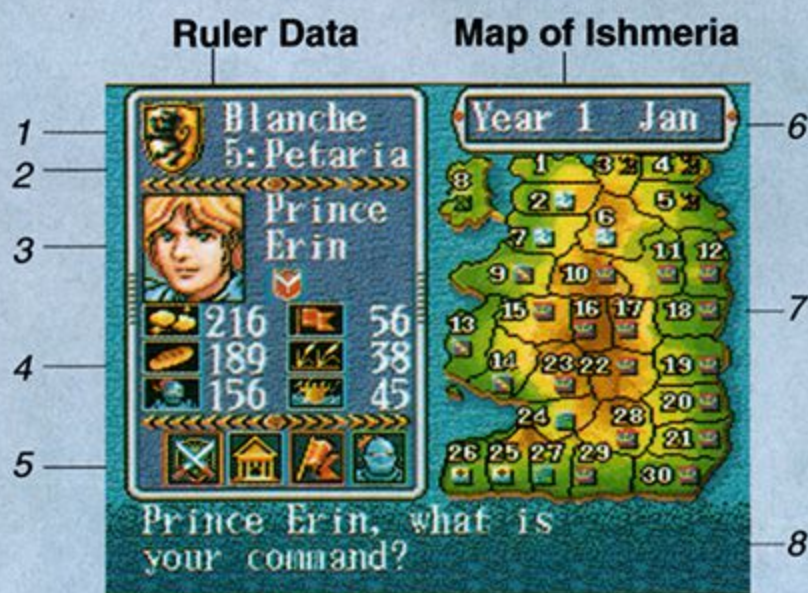 Ruler Data
Map of Ishmeria
1
2
3
4
5
6
7
8
Blanche
5:Petaria
Prince
Erin
216 56
189 38
156 45
Year 1 Jan
1 3 4
8
2 5
6
7 11 12
9 10
15 16 17 18
13
14 23 22 19
20
24 28
21
26 25 27 29
30
Prince Erin, what is
your command?